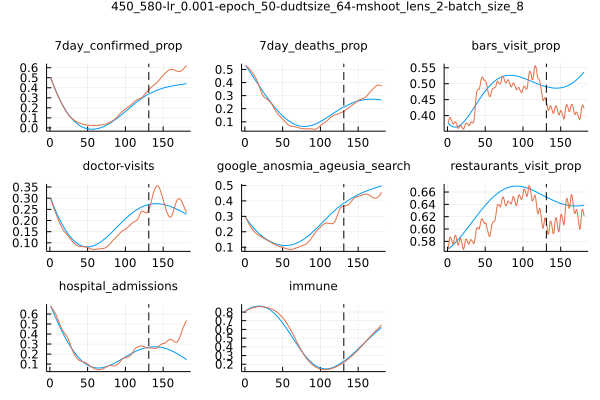 450_580-lr_0.001-epoch_50-dudtsize_64-mshoot_lens_2-batch_size_8
7day_confirmed_prop
0.6
0.5
0.4
0.3
0.2
0.1
0.0
0 50 100 150
7day_deaths_prop
0.5
0.4
0.3
0.2
0.1
0 50 100 150
bars_visit_prop
0.55
0.50
0.45
0.40
0 50 100 150
doctor-visits
0.35
0.30
0.25
0.20
0.15
0.10
0 50 100 150
google_anosmia_ageusia_search
0.5
0.4
0.3
0.2
0.1
0 50 100 150
restaurants_visit_prop
0.66
0.64
0.62
0.60
0.58
0 50 100 150
hospital_admissions
0.6
0.5
0.4
0.3
0.2
0.1
0 50 100 150
immune
0.8
0.7
0.6
0.5
0.4
0.3
0.2
0 50 100 150